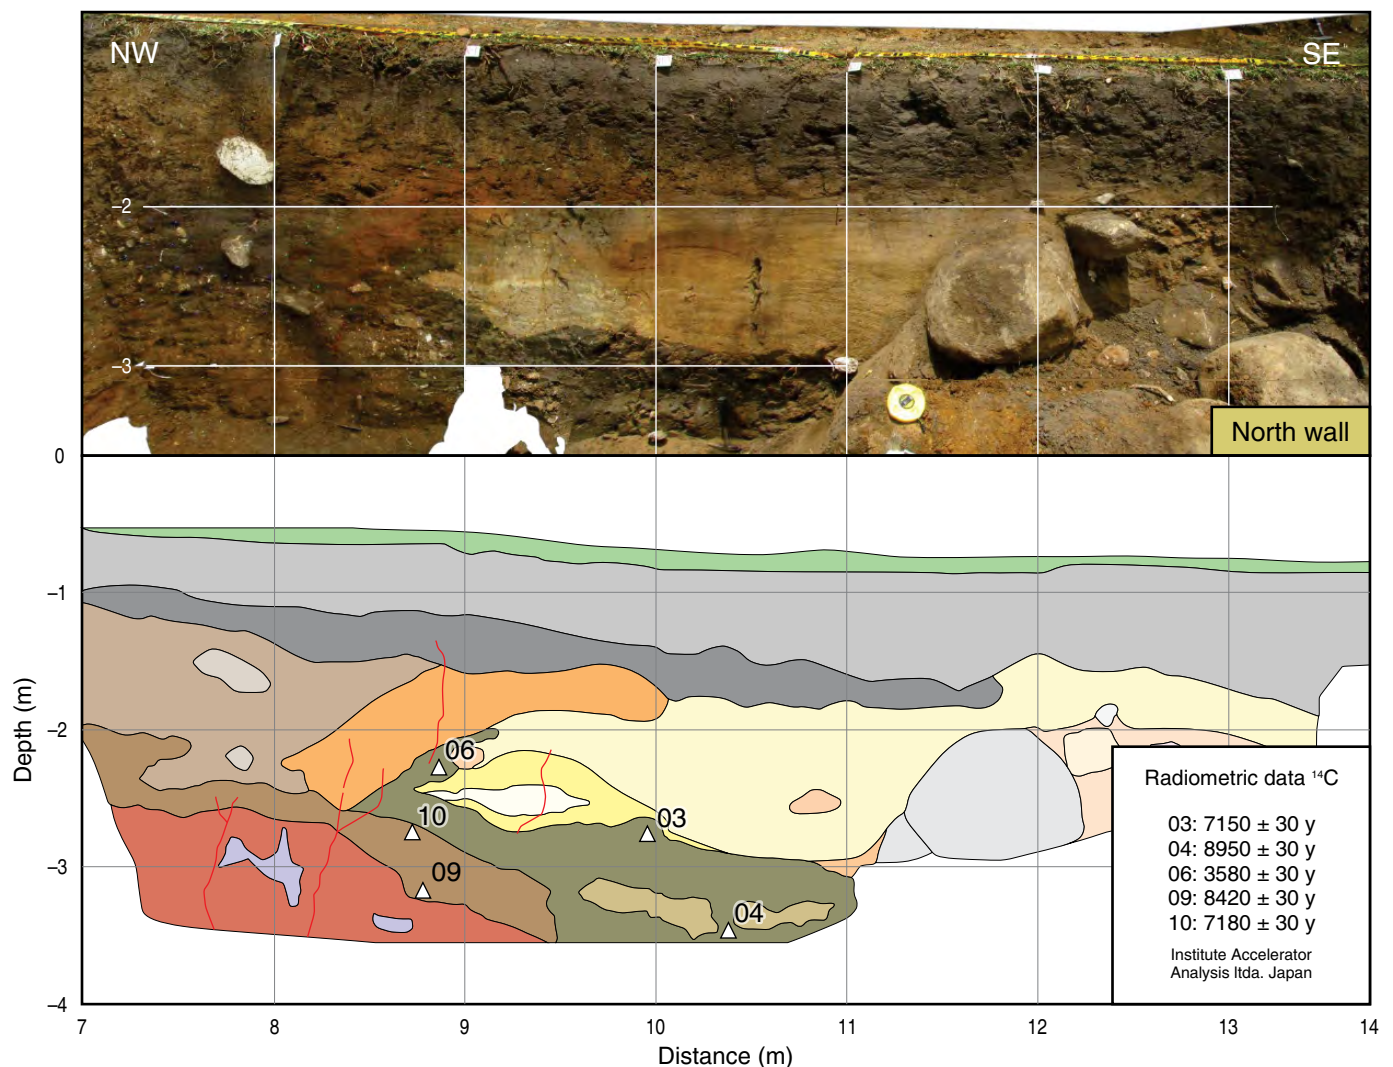 NW
SE
–2
–3
North wall
0
–1
–2
–3
–4
Depth (m)
06
10
03
09
04
Radiometric data ¹⁴C
03: 7150 ± 30 y
04: 8950 ± 30 y
06: 3580 ± 30 y
09: 8420 ± 30 y
10: 7180 ± 30 y
Institute Accelerator
Analysis ltda. Japan
7 8 9 10 11 12 13 14
Distance (m)